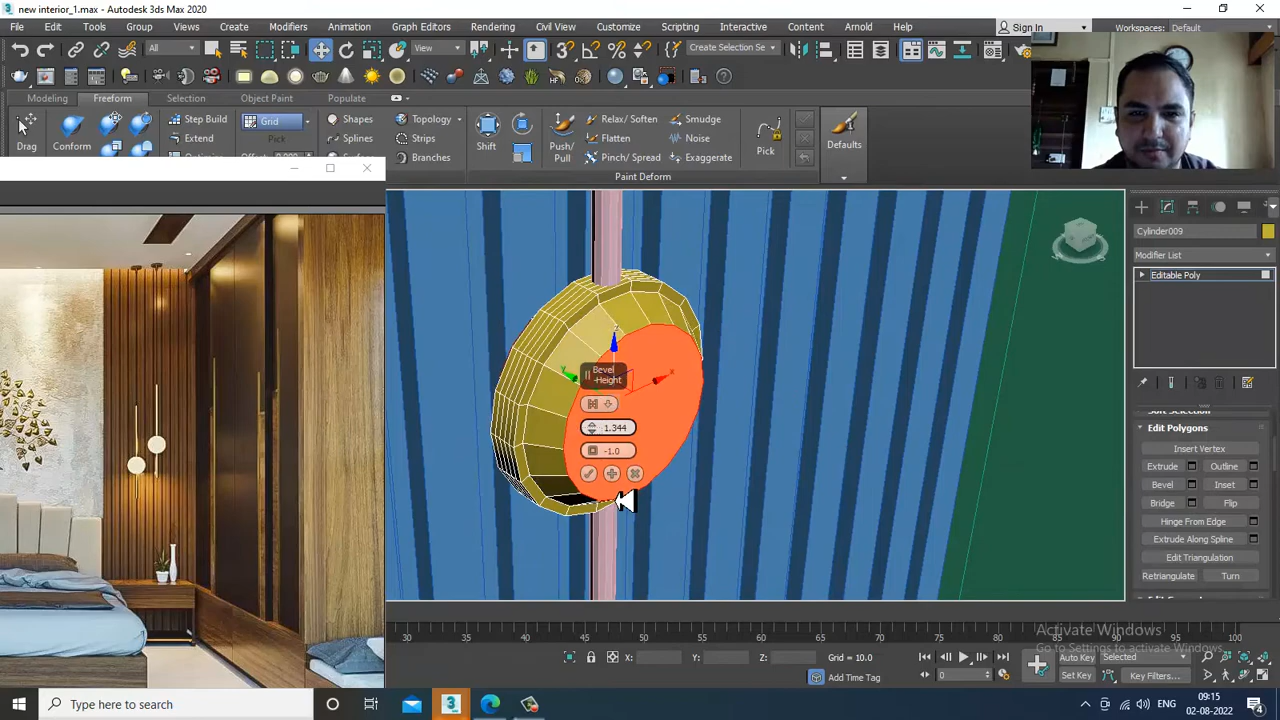 new interior_1.max - Autodesk 3ds Max 2020
File Edit Tools Group Views Create Modifiers Animation Graph Editors Rendering Civil View Customize Scripting Interactive Content Arnold Help
Sign In Workspaces: Default
All View Create Selection Se
Modeling Freeform Selection Object Paint Populate
Step Build Grid Shapes Topology Relax/ Soften Smudge
Extend Pick Splines Strips Flatten Noise
Drag Conform Branches Shift Push/ Pull Pinch/ Spread Exaggerate Pick Defaults
Paint Deform
Cylinder009
Modifier List
Editable Poly
Z
Y
X
Bevel
-Height
1.344
-1.0
Edit Polygons
Insert Vertex
Extrude Outline
Bevel Inset
Bridge Flip
Hinge From Edge
Extrude Along Spline
Edit Triangulation
Retriangulate Turn
30 35 40 45 50 55 60 65 70 75 80 85 90 95 100
Activate Windows
Go to Settings to activate Windows.
X: Y: Z: Grid = 10.0 Auto Key Selected
Add Time Tag 0 Set Key Key Filters...
Type here to search
ENG
09:15
02-08-2022
4